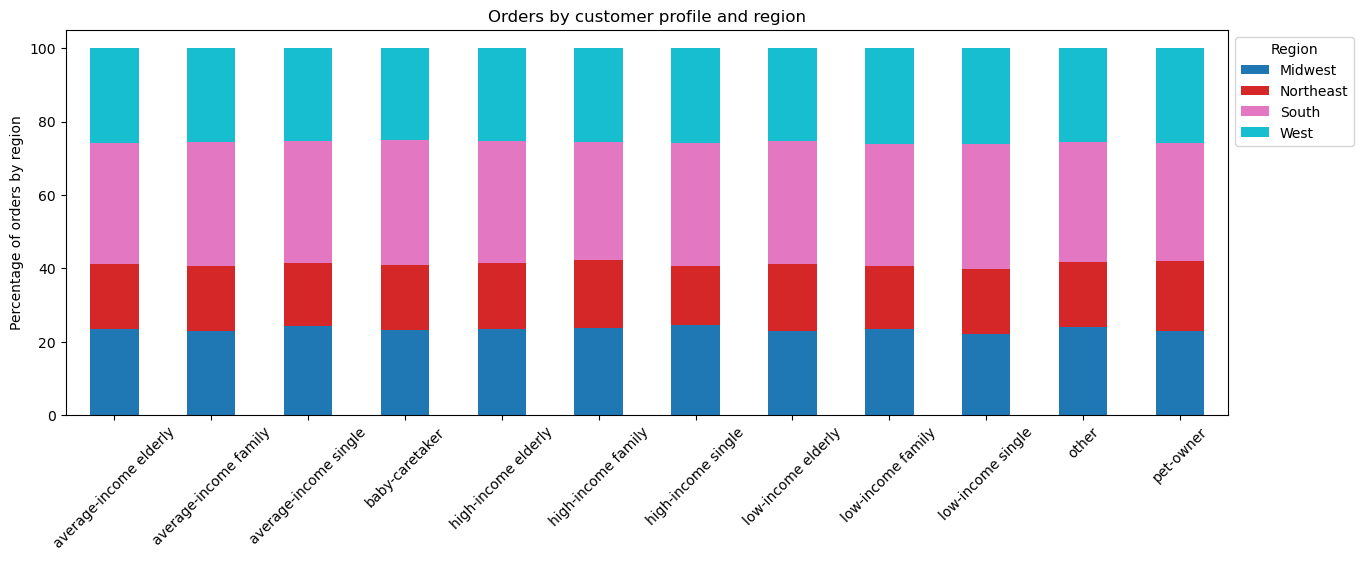 Orders by customer profile and region
Region
Midwest
Northeast
South
West
Percentage of orders by region
100
80
60
40
20
0
average-income elderly
average-income family
average-income single
baby-caretaker
high-income elderly
high-income family
high-income single
low-income elderly
low-income family
low-income single
other
pet-owner